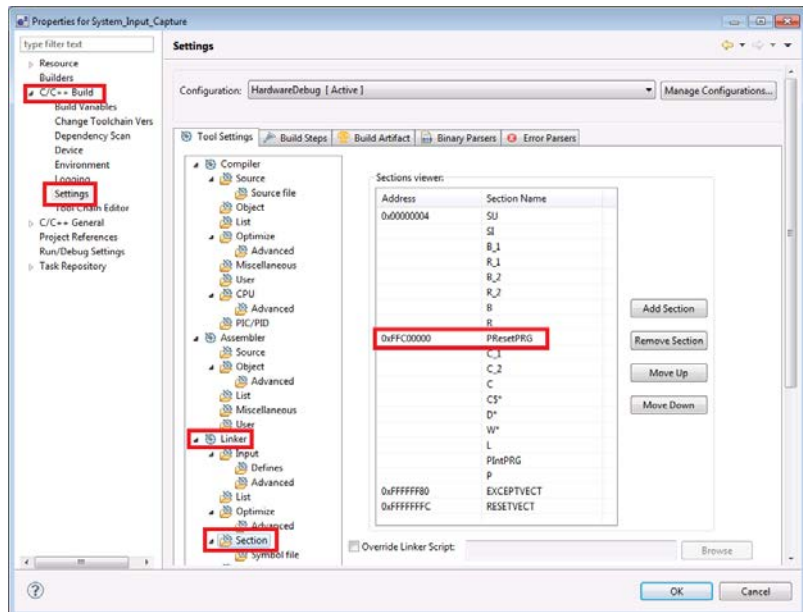 Properties for System_Input_Capture
type filter text
Resource
Builders
C/C++ Build
Build Variables
Change Toolchain Vers
Dependency Scan
Device
Environment
Logging
Settings
Tool Chain Editor
C/C++ General
Project References
Run/Debug Settings
Task Repository
Settings
Configuration: HardwareDebug [ Active ] Manage Configurations...
Tool Settings Build Steps Build Artifact Binary Parsers Error Parsers
Compiler
Source
Source file
Object
List
Optimize
Advanced
Miscellaneous
User
CPU
Advanced
PIC/PID
Assembler
Source
Object
Advanced
List
Miscellaneous
User
Linker
Input
Defines
Advanced
List
Optimize
Advanced
Section
Symbol file
Sections viewer:
Address Section Name
0x00000004 SU
SI
B_1
R_1
B_2
R_2
B
R
0xFFC00000 PResetPRG
C_1
C_2
C
C$*
D*
W*
L
PIntPRG
P
0xFFFFFF80 EXCEPTVECT
0xFFFFFFFC RESETVECT
Add Section
Remove Section
Move Up
Move Down
Override Linker Script: Browse
OK Cancel